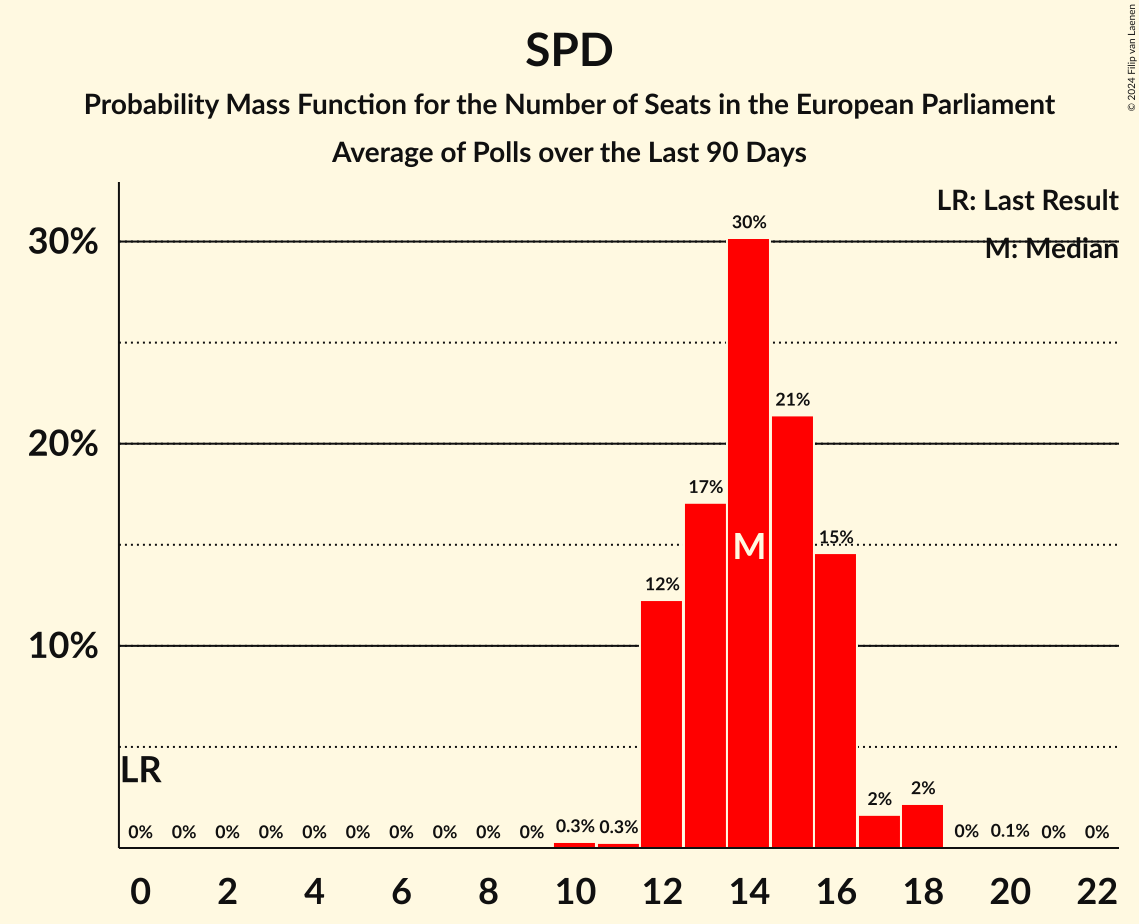 SPD
Probability Mass Function for the Number of Seats in the European Parliament
Average of Polls over the Last 90 Days
© 2024 Filip van Laenen
LR: Last Result
M: Median
30%
20%
10%
30%
21%
17%
15%
12%
M
LR
0% 0% 0% 0% 0% 0% 0% 0% 0% 0% 0.3% 0.3% 2% 2% 0% 0.1% 0% 0%
0 2 4 6 8 10 12 14 16 18 20 22